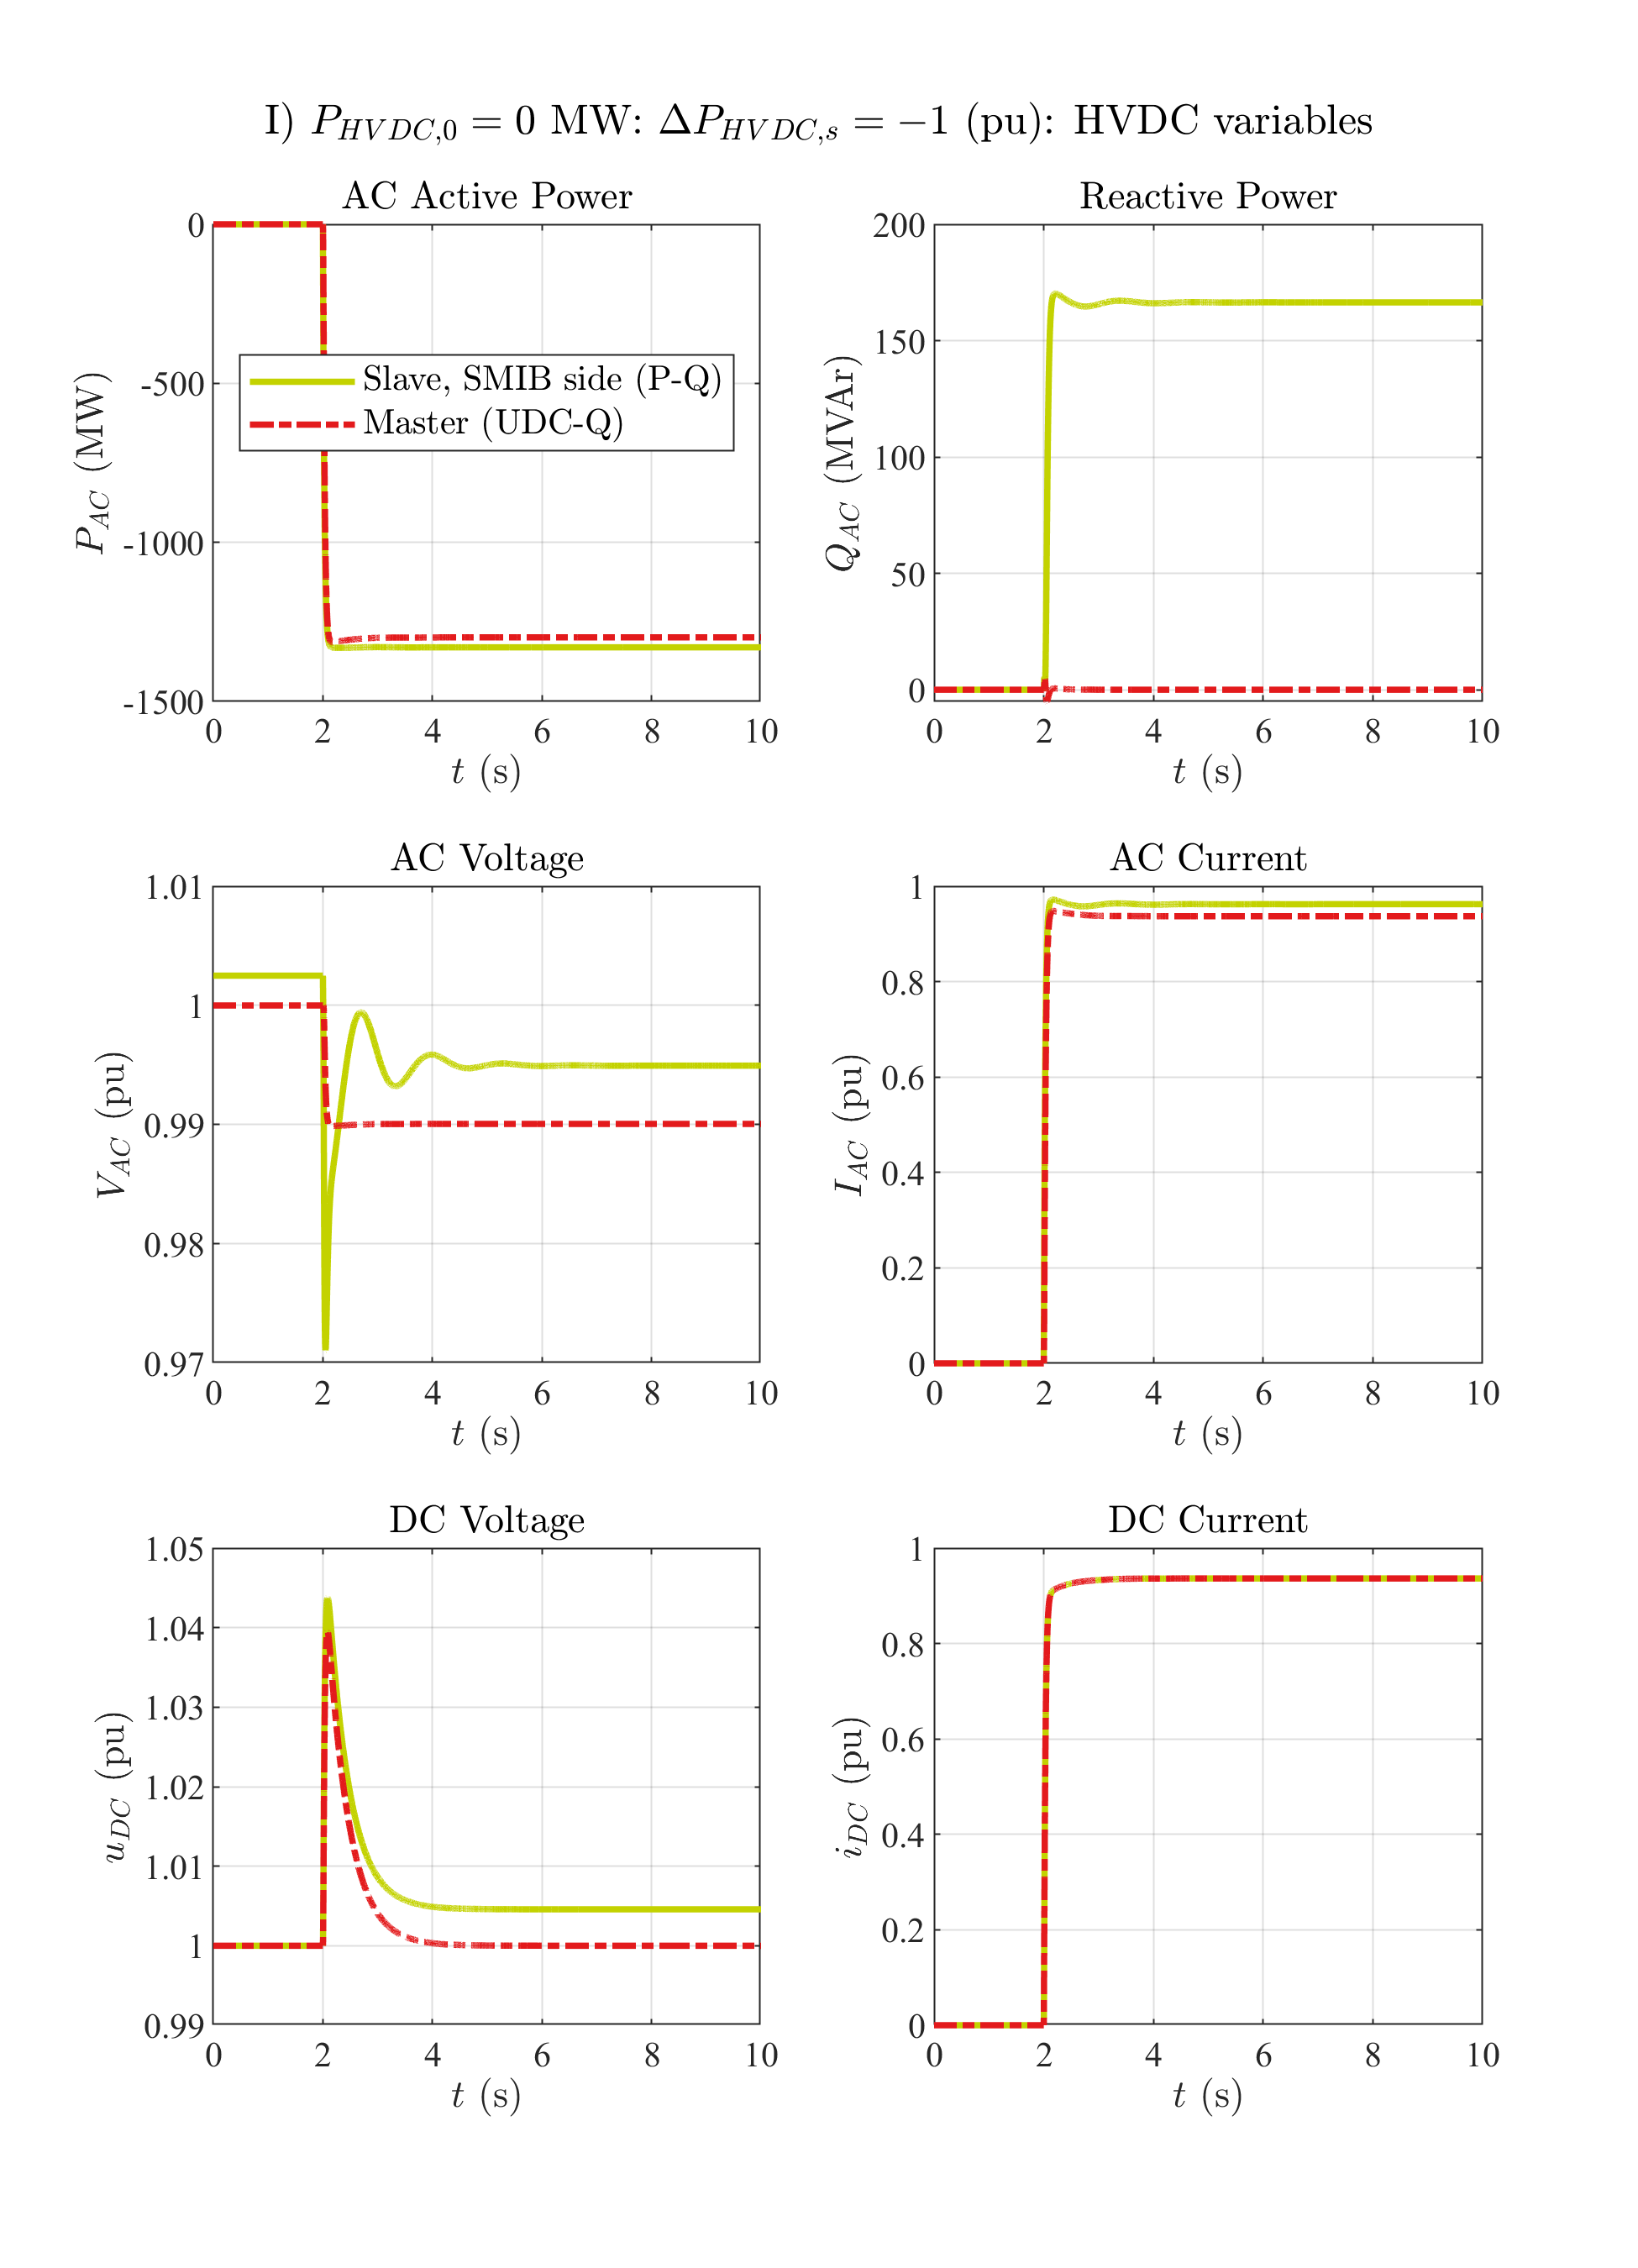 I) P_{HVDC,0} = 0 MW: ΔP_{HVDC,s} = −1 (pu): HVDC variables
AC Active Power
0
-500
-1000
-1500
P_{AC} (MW)
Slave, SMIB side (P-Q)
Master (UDC-Q)
0 2 4 6 8 10
t (s)
Reactive Power
200
150
100
50
0
Q_{AC} (MVAr)
0 2 4 6 8 10
t (s)
AC Voltage
1.01
1
0.99
0.98
0.97
V_{AC} (pu)
0 2 4 6 8 10
t (s)
AC Current
1
0.8
0.6
0.4
0.2
0
I_{AC} (pu)
0 2 4 6 8 10
t (s)
DC Voltage
1.05
1.04
1.03
1.02
1.01
1
0.99
u_{DC} (pu)
0 2 4 6 8 10
t (s)
DC Current
1
0.8
0.6
0.4
0.2
0
i_{DC} (pu)
0 2 4 6 8 10
t (s)